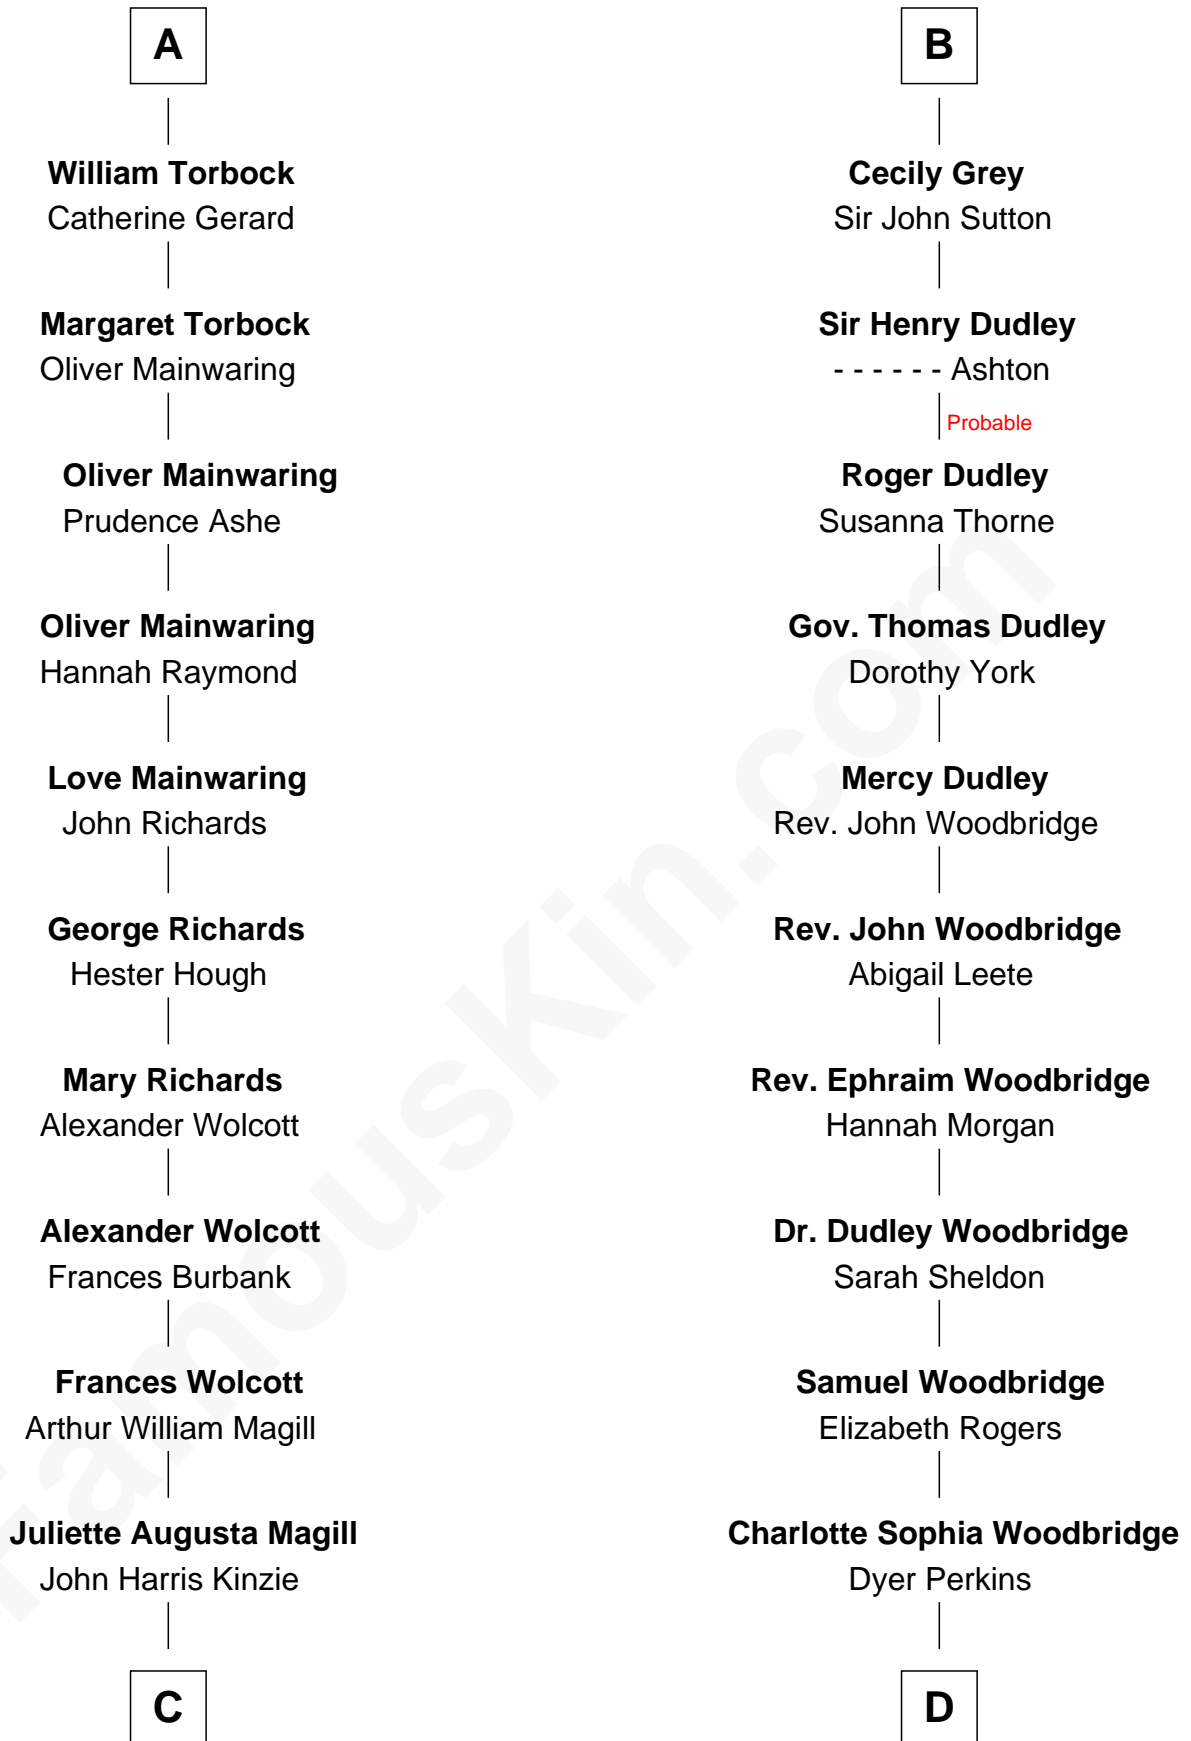 A
William Torbock
Catherine Gerard
Margaret Torbock
Oliver Mainwaring
Oliver Mainwaring
Prudence Ashe
Oliver Mainwaring
Hannah Raymond
Love Mainwaring
John Richards
George Richards
Hester Hough
Mary Richards
Alexander Wolcott
Alexander Wolcott
Frances Burbank
Frances Wolcott
Arthur William Magill
Juliette Augusta Magill
John Harris Kinzie
C
B
Cecily Grey
Sir John Sutton
Sir Henry Dudley
- - - - - - Ashton
Probable
Roger Dudley
Susanna Thorne
Gov. Thomas Dudley
Dorothy York
Mercy Dudley
Rev. John Woodbridge
Rev. John Woodbridge
Abigail Leete
Rev. Ephraim Woodbridge
Hannah Morgan
Dr. Dudley Woodbridge
Sarah Sheldon
Samuel Woodbridge
Elizabeth Rogers
Charlotte Sophia Woodbridge
Dyer Perkins
D
FamousKin.com